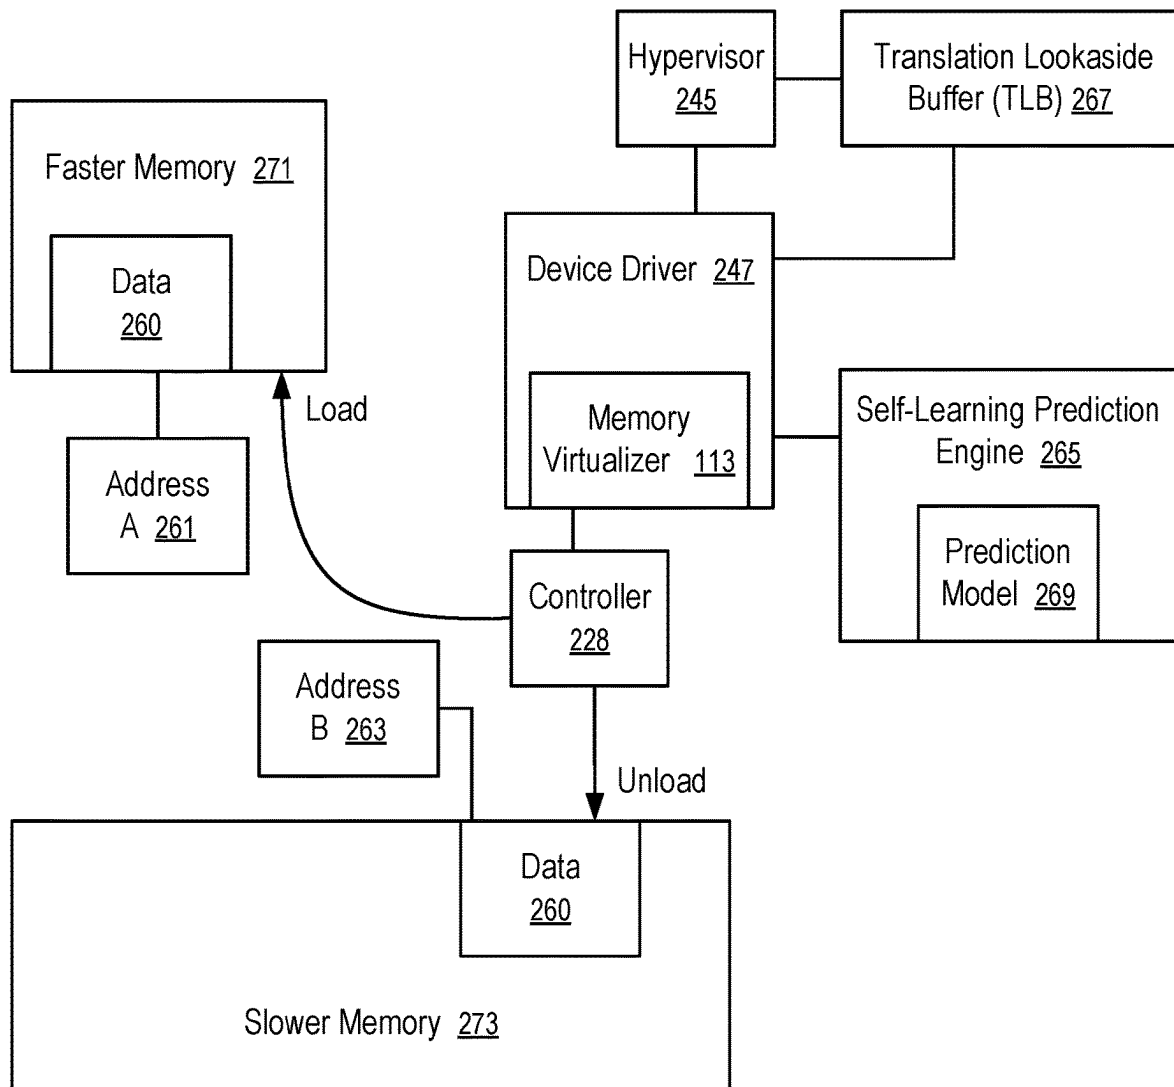 Hypervisor
245
Translation Lookaside
Buffer (TLB) 267
Faster Memory 271
Data
260
Device Driver 247
Load
Memory
Virtualizer 113
Self-Learning Prediction
Engine 265
Address
A 261
Prediction
Model 269
Controller
228
Address
B 263
Unload
Data
260
Slower Memory 273